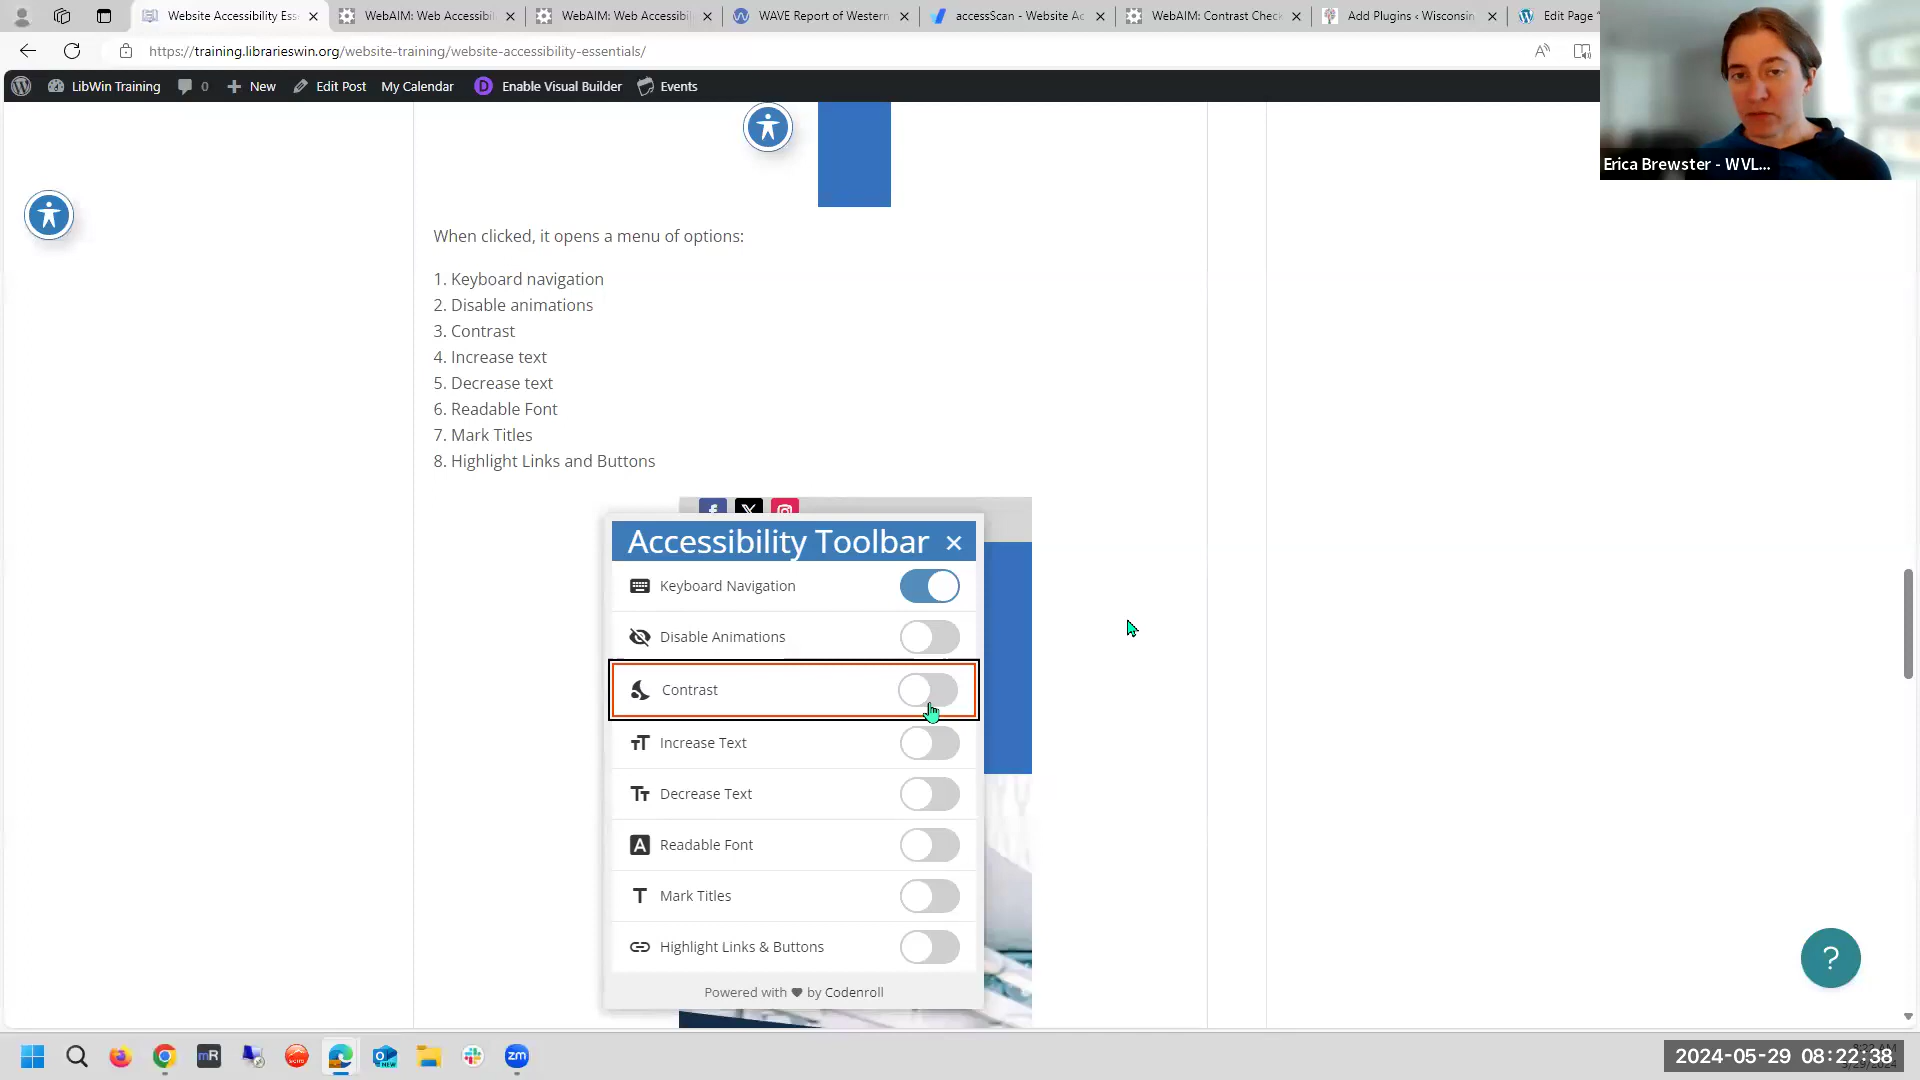 Website Accessibility Ess
WebAIM: Web Accessibil
WebAIM: Web Accessibil
WAVE Report of Western
accessScan - Website Ac
WebAIM: Contrast Check
Add Plugins ‹ Wisconsin
Edit Page "
https://training.librarieswin.org/website-training/website-accessibility-essentials/
LibWin Training
0
New
Edit Post
My Calendar
Enable Visual Builder
Events
Erica Brewster - WVL...
When clicked, it opens a menu of options:
1. Keyboard navigation
2. Disable animations
3. Contrast
4. Increase text
5. Decrease text
6. Readable Font
7. Mark Titles
8. Highlight Links and Buttons
Accessibility Toolbar
Keyboard Navigation
Disable Animations
Contrast
Increase Text
Decrease Text
Readable Font
Mark Titles
Highlight Links & Buttons
Powered with ♥ by Codenroll
?
mR
zm
2024-05-29 08:22:38